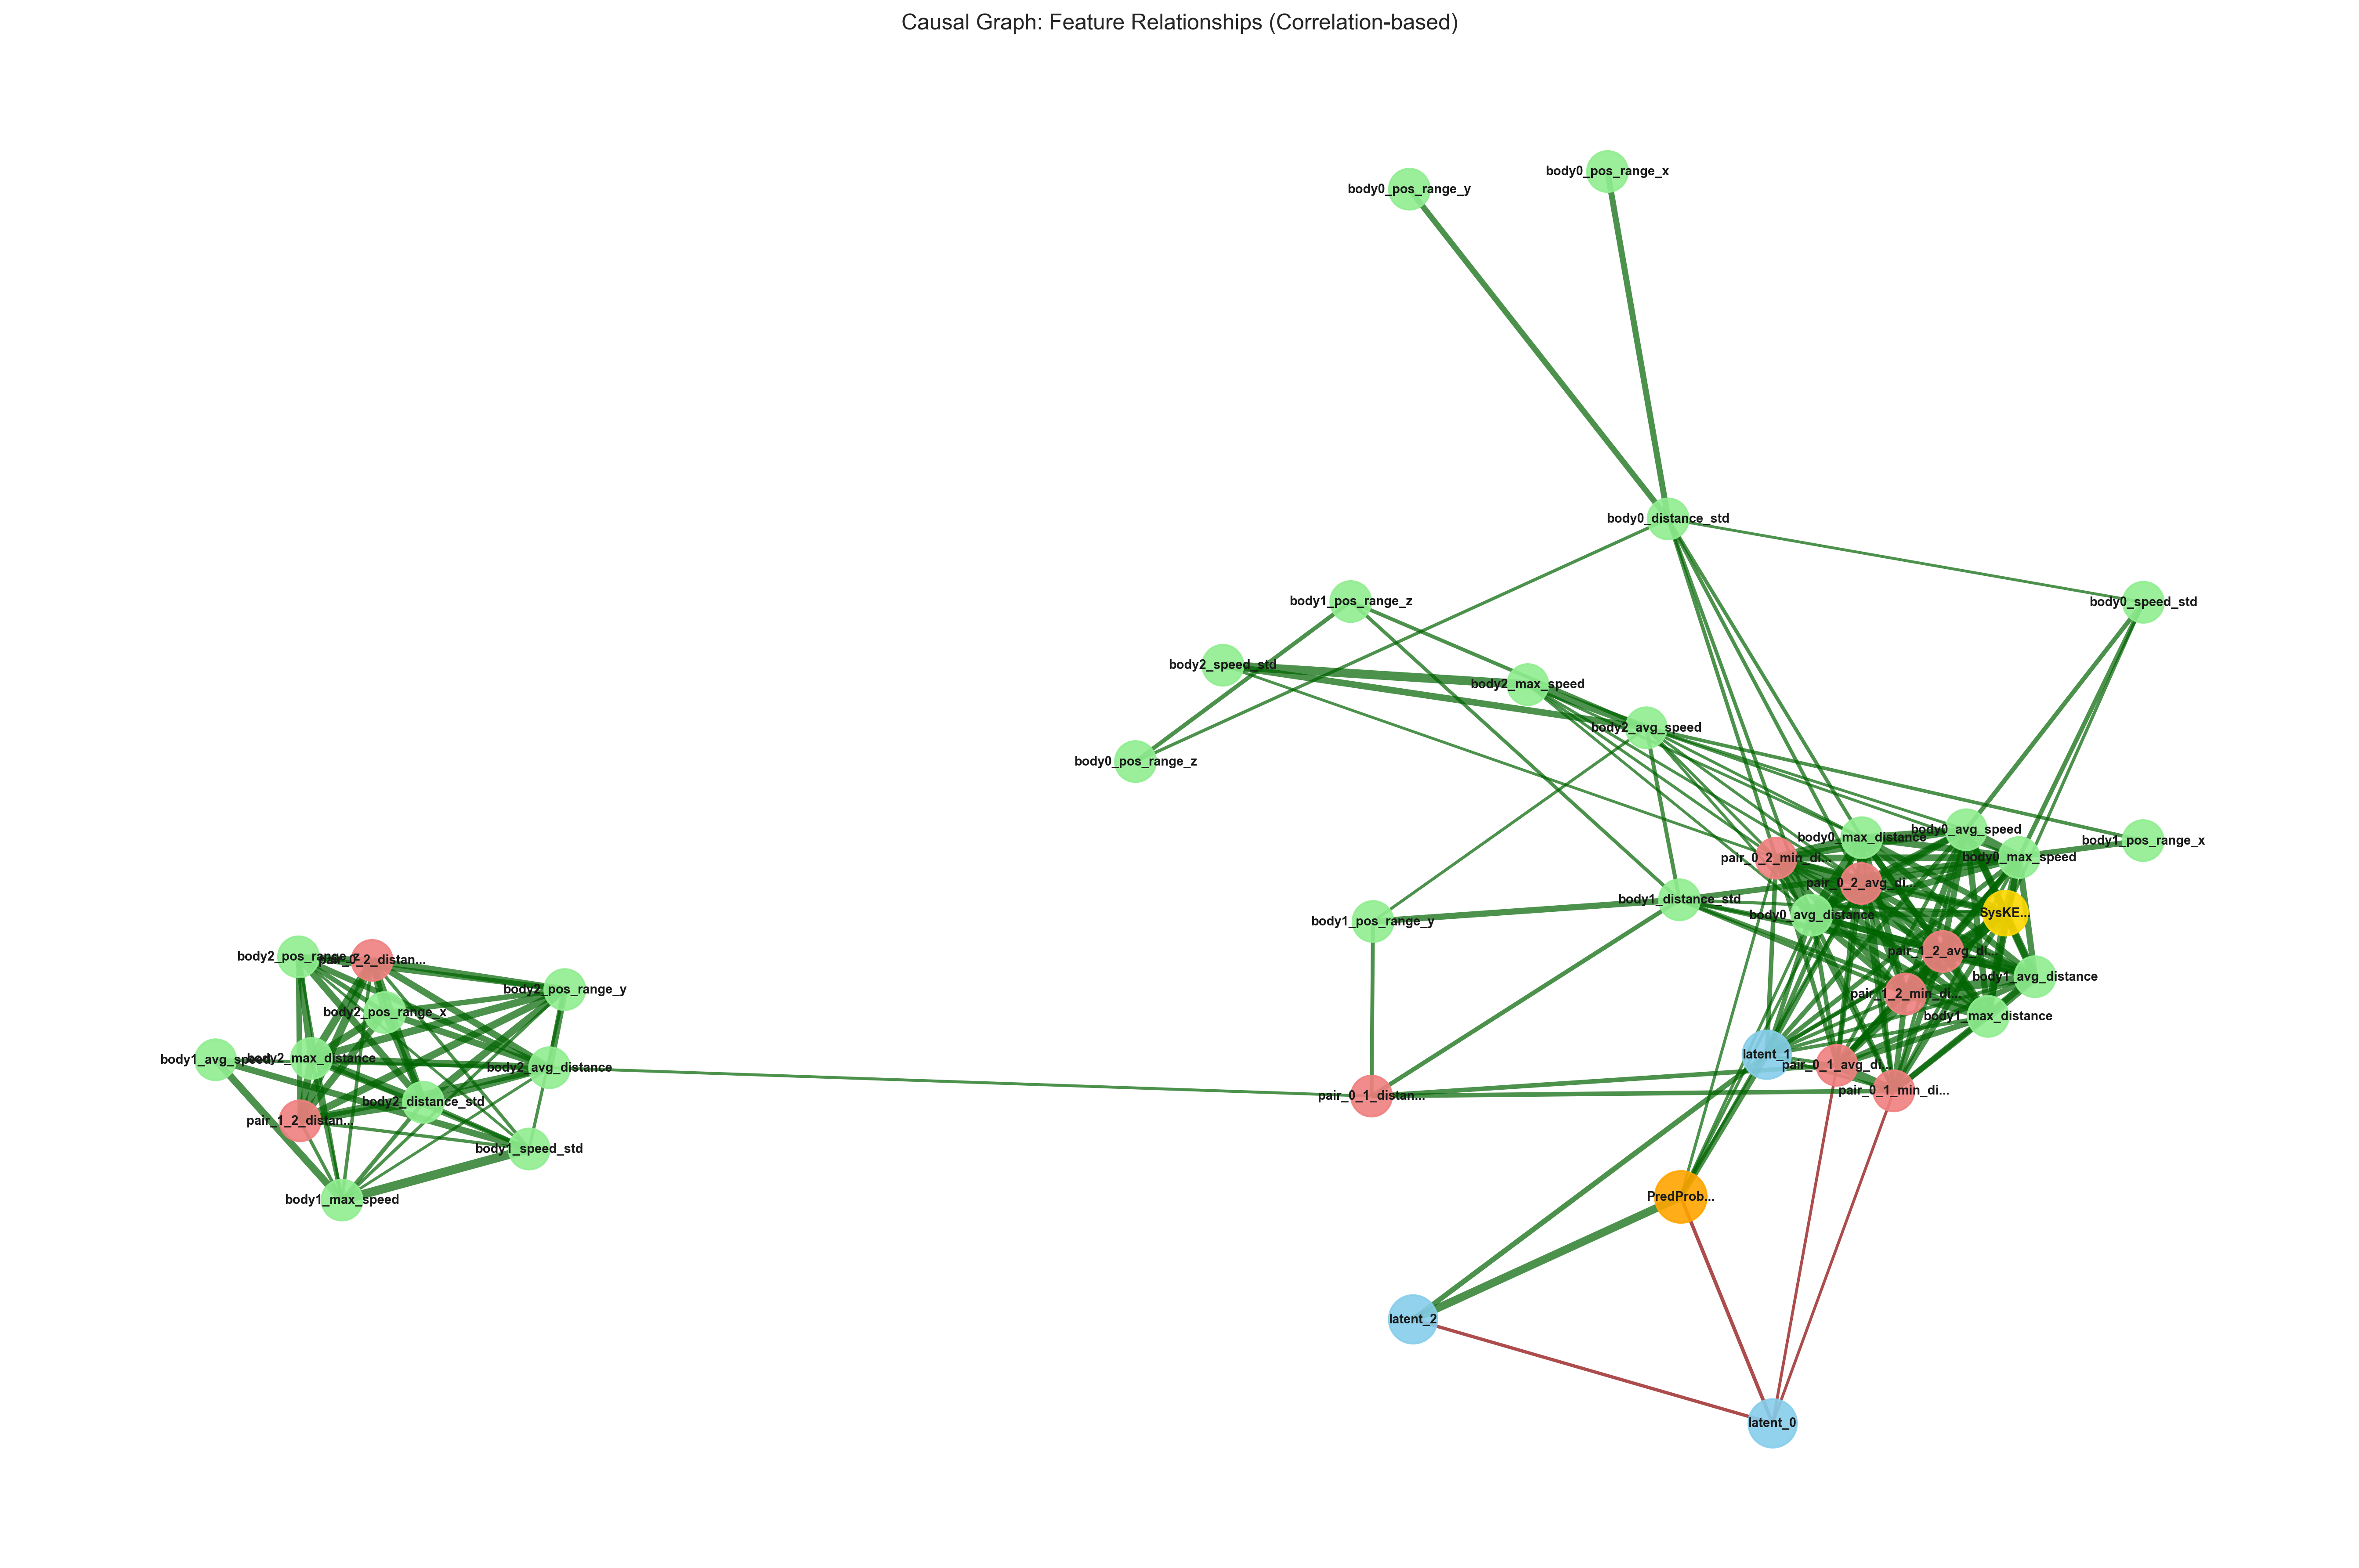 Causal Graph: Feature Relationships (Correlation-based)
body0_pos_range_x
body0_pos_range_y
body0_distance_std
body1_pos_range_z
body0_speed_std
body2_speed_std
body2_max_speed
body2_avg_speed
body0_pos_range_z
body0_avg_speed
body0_max_distance
body1_pos_range_x
pair_0_2_min_di...
body0_max_speed
pair_0_2_avg_di...
body1_distance_std
SysKE...
body0_avg_distance
body1_pos_range_y
pair_1_2_avg_di...
body2_pos_range_z
pair_0_2_distan...
body1_avg_distance
body2_pos_range_y
pair_1_2_min_di...
body2_pos_range_x
body1_max_distance
latent_1
body1_avg_speed
body2_max_distance
pair_0_1_avg_di...
body2_avg_distance
pair_0_1_min_di...
pair_0_1_distan...
body2_distance_std
pair_1_2_distan...
body1_speed_std
PredProb...
body1_max_speed
latent_2
latent_0